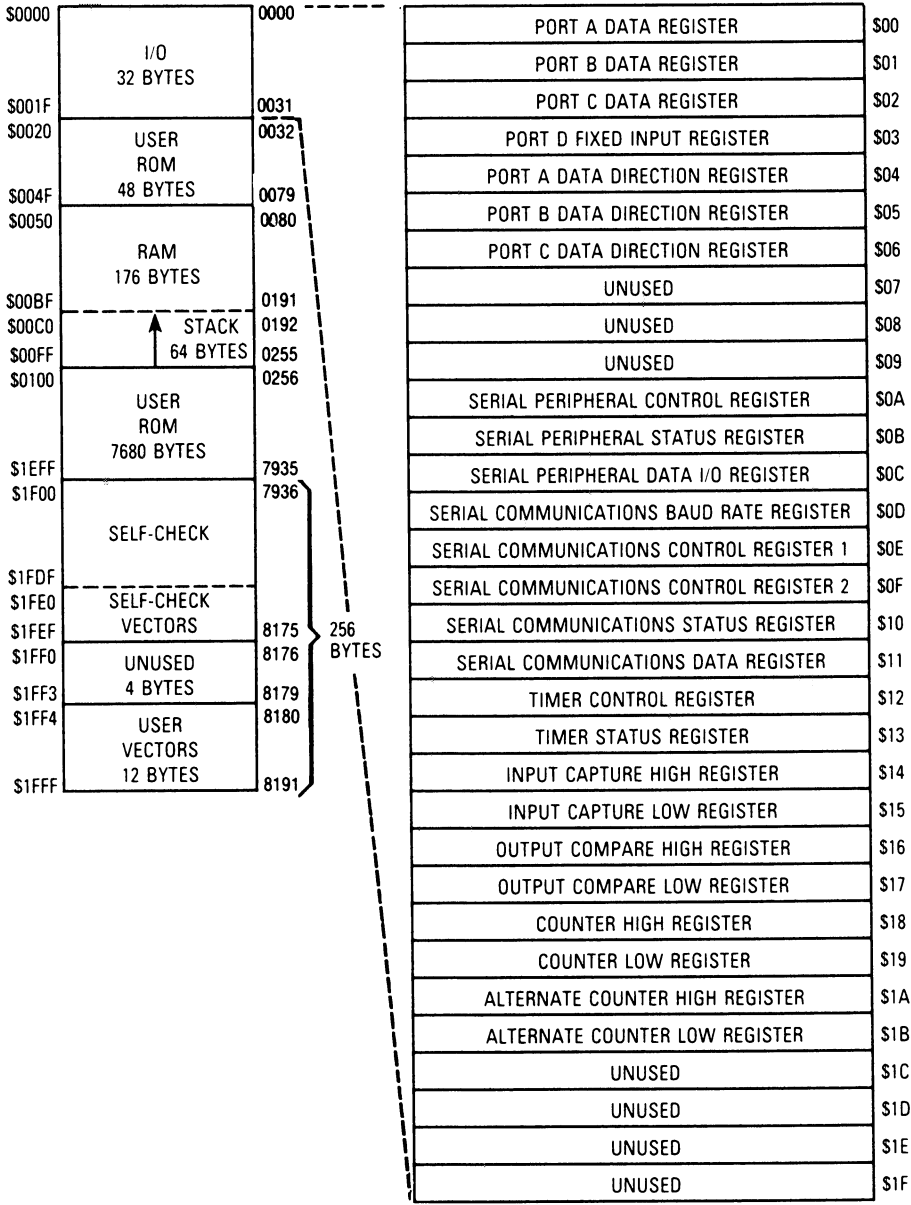 $0000 0000
I/O
32 BYTES
$001F 0031
$0020 0032
USER
ROM
48 BYTES
$004F 0079
$0050 0080
RAM
176 BYTES
$00BF 0191
$00C0 STACK 0192
$00FF 64 BYTES 0255
$0100 0256
USER
ROM
7680 BYTES
$1EFF 7935
$1F00 7936
SELF-CHECK
$1FDF
$1FE0 SELF-CHECK
$1FEF VECTORS 8175
$1FF0 8176
UNUSED
4 BYTES
$1FF3 8179
$1FF4 8180
USER
VECTORS
12 BYTES
$1FFF 8191
256
BYTES
PORT A DATA REGISTER $00
PORT B DATA REGISTER $01
PORT C DATA REGISTER $02
PORT D FIXED INPUT REGISTER $03
PORT A DATA DIRECTION REGISTER $04
PORT B DATA DIRECTION REGISTER $05
PORT C DATA DIRECTION REGISTER $06
UNUSED $07
UNUSED $08
UNUSED $09
SERIAL PERIPHERAL CONTROL REGISTER $0A
SERIAL PERIPHERAL STATUS REGISTER $0B
SERIAL PERIPHERAL DATA I/O REGISTER $0C
SERIAL COMMUNICATIONS BAUD RATE REGISTER $0D
SERIAL COMMUNICATIONS CONTROL REGISTER 1 $0E
SERIAL COMMUNICATIONS CONTROL REGISTER 2 $0F
SERIAL COMMUNICATIONS STATUS REGISTER $10
SERIAL COMMUNICATIONS DATA REGISTER $11
TIMER CONTROL REGISTER $12
TIMER STATUS REGISTER $13
INPUT CAPTURE HIGH REGISTER $14
INPUT CAPTURE LOW REGISTER $15
OUTPUT COMPARE HIGH REGISTER $16
OUTPUT COMPARE LOW REGISTER $17
COUNTER HIGH REGISTER $18
COUNTER LOW REGISTER $19
ALTERNATE COUNTER HIGH REGISTER $1A
ALTERNATE COUNTER LOW REGISTER $1B
UNUSED $1C
UNUSED $1D
UNUSED $1E
UNUSED $1F